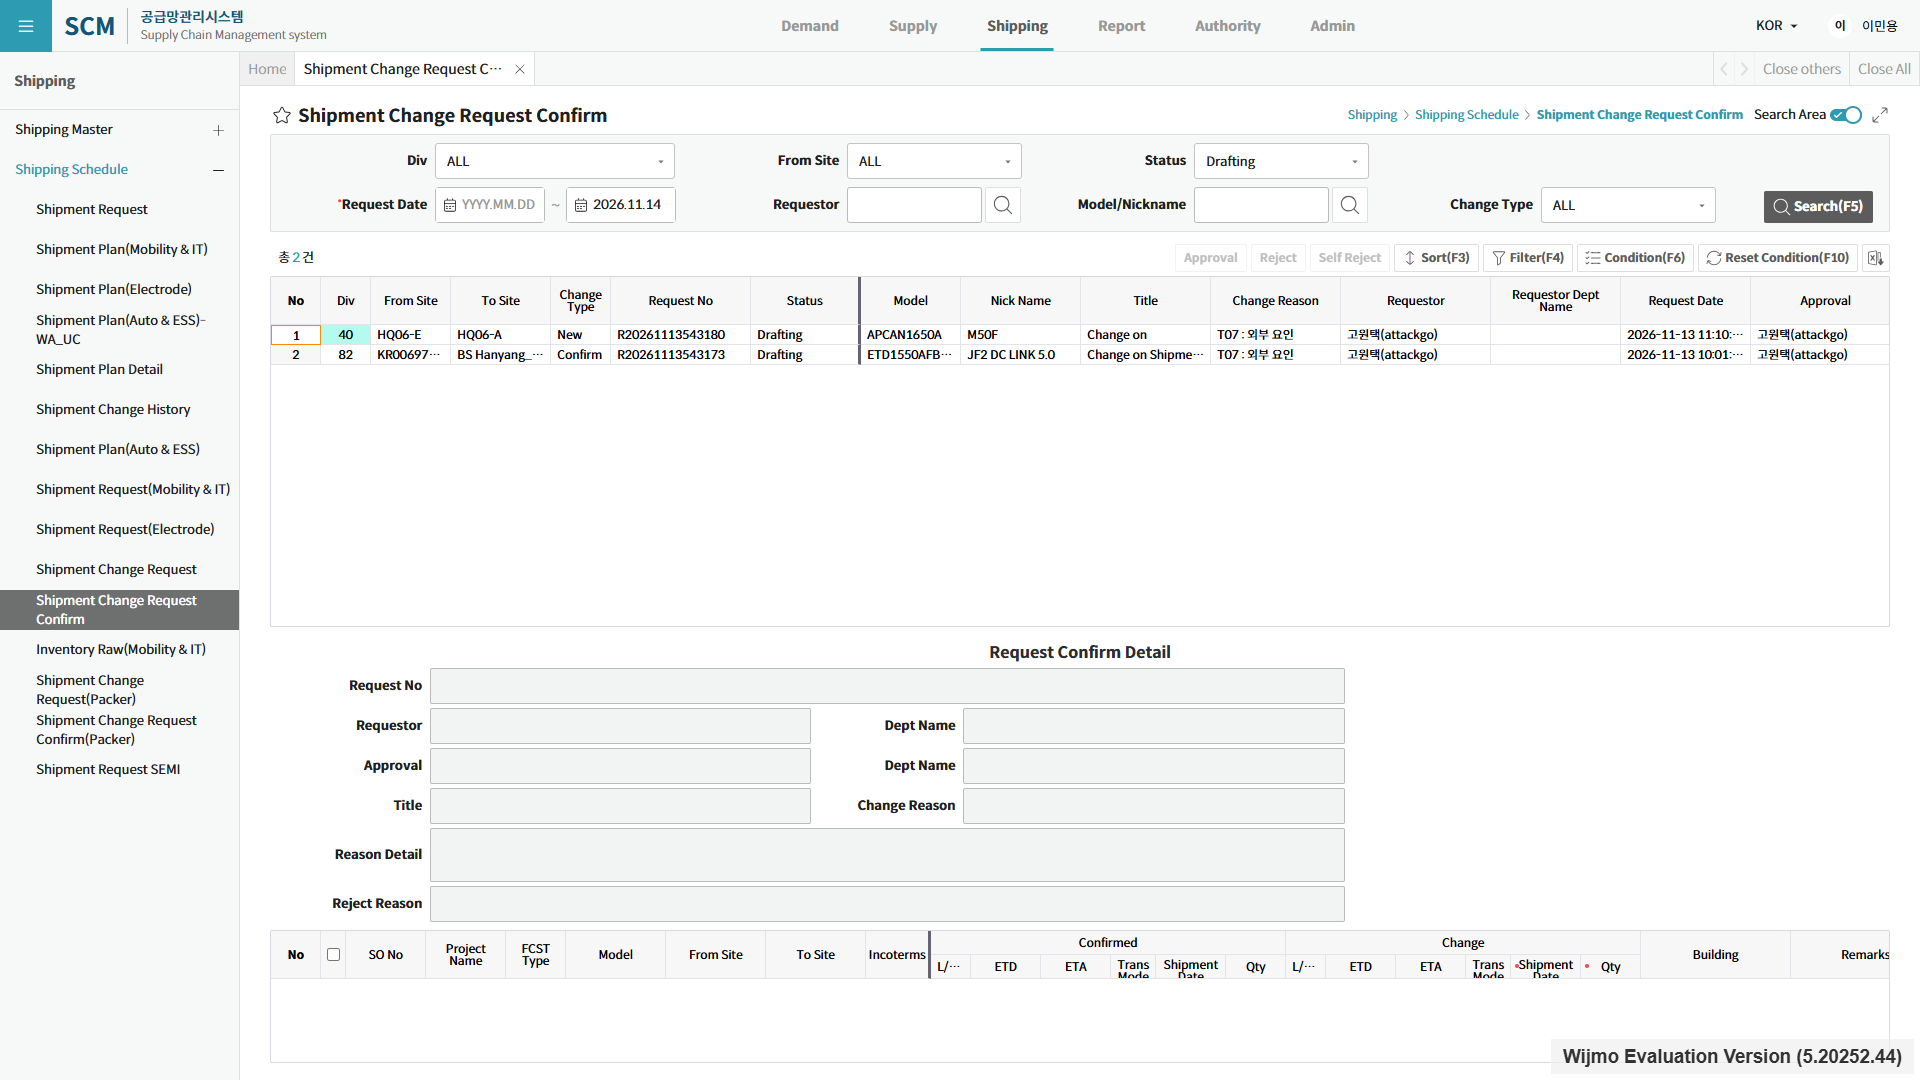 SCM
공급망관리시스템
Supply Chain Management system
Demand
Supply
Shipping
Report
Authority
Admin
KOR
이
이민용
Shipping
Home
Shipment Change Request C···
Close others
Close All
Shipping Master
Shipping Schedule
Shipment Request
Shipment Plan(Mobility & IT)
Shipment Plan(Electrode)
Shipment Plan(Auto & ESS)-
WA_UC
Shipment Plan Detail
Shipment Change History
Shipment Plan(Auto & ESS)
Shipment Request(Mobility & IT)
Shipment Request(Electrode)
Shipment Change Request
Shipment Change Request
Confirm
Inventory Raw(Mobility & IT)
Shipment Change
Request(Packer)
Shipment Change Request
Confirm(Packer)
Shipment Request SEMI
Shipment Change Request Confirm
Shipping > Shipping Schedule > Shipment Change Request Confirm
Search Area
Div ALL
From Site ALL
Status Drafting
*Request Date YYYY.MM.DD ~ 2026.11.14
Requestor
Model/Nickname
Change Type ALL
Search(F5)
총 2 건
Approval
Reject
Self Reject
Sort(F3)
Filter(F4)
Condition(F6)
Reset Condition(F10)
No Div From Site To Site Change Type Request No Status Model Nick Name Title Change Reason Requestor Requestor Dept Name Request Date Approval
1 40 HQ06-E HQ06-A New R20261113543180 Drafting APCAN1650A M50F Change on T07 : 외부 요인 고원택(attackgo) 2026-11-13 11:10:··· 고원택(attackgo)
2 82 KR00697··· BS Hanyang_··· Confirm R20261113543173 Drafting ETD1550AFB··· JF2 DC LINK 5.0 Change on Shipme··· T07 : 외부 요인 고원택(attackgo) 2026-11-13 10:01:··· 고원택(attackgo)
Request Confirm Detail
Request No
Requestor
Dept Name
Approval
Dept Name
Title
Change Reason
Reason Detail
Reject Reason
No SO No Project Name FCST Type Model From Site To Site Incoterms
Confirmed
L/··· ETD ETA Trans Mode Shipment Date Qty
Change
L/··· ETD ETA Trans Mode Shipment Date Qty
Building
Remarks
Wijmo Evaluation Version (5.20252.44)